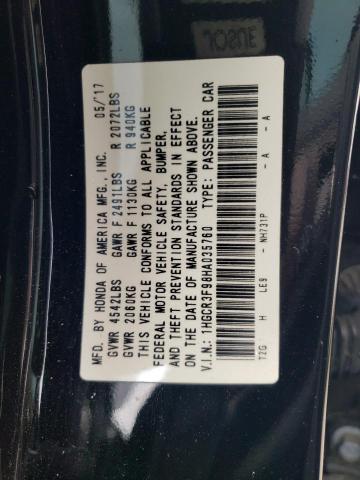 MFD. BY HONDA OF AMERICA MFG., INC. 05/'17
GVWR 4542LBS GAWR F 2491LBS R 2072LBS
GVWR 2060KG GAWR F 1130KG R 940KG
THIS VEHICLE CONFORMS TO ALL APPLICABLE
FEDERAL MOTOR VEHICLE SAFETY, BUMPER,
AND THEFT PREVENTION STANDARDS IN EFFECT
ON THE DATE OF MANUFACTURE SHOWN ABOVE.
V.I.N.: 1HGCR3F98HA035760 TYPE: PASSENGER CAR
T2G H LE9 - NH731P - A - A